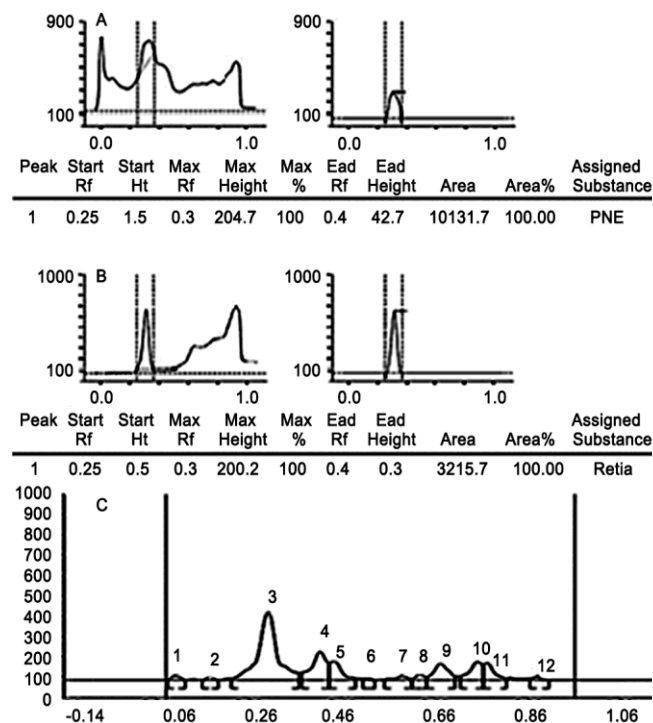 900
A
100
0.0
1.0
0.0
1.0
Peak Start Rf Start Ht Max Rf Max Height Max % Ead Rf Ead Height Area Area% Assigned Substance
1 0.25 1.5 0.3 204.7 100 0.4 42.7 10131.7 100.00 PNE
1000
B
100
0.0
1.0
1000
100
0.0
1.0
Peak Start Rf Start Ht Max Rf Max Height Max % Ead Rf Ead Height Area Area% Assigned Substance
1 0.25 0.5 0.3 200.2 100 0.4 0.3 3215.7 100.00 Retia
1000
C
900
800
700
600
500
400
300
200
100
0
1 2 3 4 5 6 7 8 9 10 11 12
-0.14 0.06 0.26 0.46 0.66 0.86 1.06